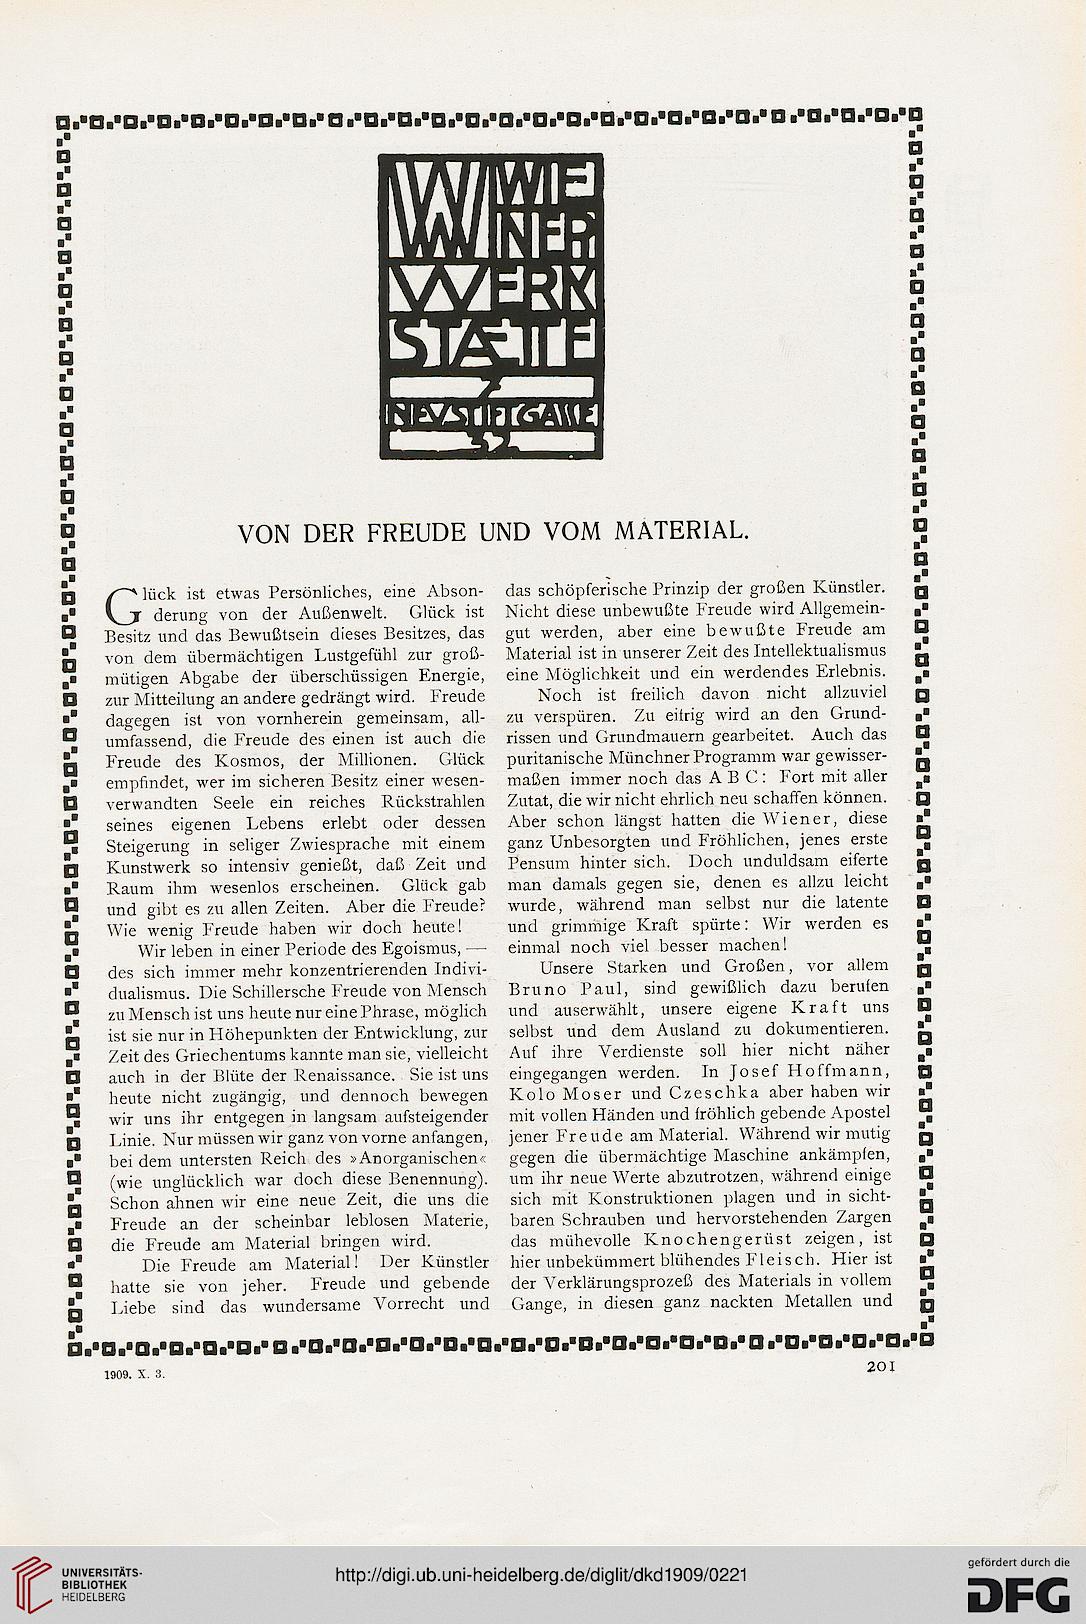 WIE
NER
WERK
STÆTTE
NEUSTIFTGASSE
32
VON DER FREUDE UND VOM MATERIAL.
Glück ist etwas Persönliches, eine Abson-
derung von der Außenwelt. Glück ist
Besitz und das Bewußtsein dieses Besitzes, das
von dem übermächtigen Lustgefühl zur groß-
mütigen Abgabe der überschüssigen Energie,
zur Mitteilung an andere gedrängt wird. Freude
dagegen ist von vornherein gemeinsam, all-
umfassend, die Freude des einen ist auch die
Freude des Kosmos, der Millionen. Glück
empfindet, wer im sicheren Besitz einer wesen-
verwandten Seele ein reiches Rückstrahlen
seines eigenen Lebens erlebt oder dessen
Steigerung in seliger Zwiesprache mit einem
Kunstwerk so intensiv genießt, daß Zeit und
Raum ihm wesenlos erscheinen. Glück gab
und gibt es zu allen Zeiten. Aber die Freude?
Wie wenig Freude haben wir doch heute!
Wir leben in einer Periode des Egoismus, —
des sich immer mehr konzentrierenden Indivi-
dualismus. Die Schillersche Freude von Mensch
zu Mensch ist uns heute nur eine Phrase, möglich
ist sie nur in Höhepunkten der Entwicklung, zur
Zeit des Griechentums kannte man sie, vielleicht
auch in der Blüte der Renaissance. Sie ist uns
heute nicht zugängig, und dennoch bewegen
wir uns ihr entgegen in langsam aufsteigender
Linie. Nur müssen wir ganz von vorne anfangen,
bei dem untersten Reich des »Anorganischen«
(wie unglücklich war doch diese Benennung).
Schon ahnen wir eine neue Zeit, die uns die
Freude an der scheinbar leblosen Materie,
die Freude am Material bringen wird.
Die Freude am Material! Der Künstler
hatte sie von jeher. Freude und gebende
Liebe sind das wundersame Vorrecht und
das schöpferische Prinzip der großen Künstler.
Nicht diese unbewußte Freude wird Allgemein-
gut werden, aber eine bewußte Freude am
Material ist in unserer Zeit des Intellektualismus
eine Möglichkeit und ein werdendes Erlebnis.
Noch ist freilich davon nicht allzuviel
zu verspüren. Zu eifrig wird an den Grund-
rissen und Grundmauern gearbeitet. Auch das
puritanische Münchner Programm war gewisser-
maßen immer noch das A B C: Fort mit aller
Zutat, die wir nicht ehrlich neu schaffen können.
Aber schon längst hatten die Wiener, diese
ganz Unbesorgten und Fröhlichen, jenes erste
Pensum hinter sich. Doch unduldsam eiferte
man damals gegen sie, denen es allzu leicht
wurde, während man selbst nur die latente
und grimmige Kraft spürte: Wir werden es
einmal noch viel besser machen!
Unsere Starken und Großen, vor allem
Bruno Paul, sind gewißlich dazu berufen
und auserwählt, unsere eigene Kraft uns
selbst und dem Ausland zu dokumentieren.
Auf ihre Verdienste soll hier nicht näher
eingegangen werden. In Josef Hoffmann,
Kolo Moser und Czeschka aber haben wir
mit vollen Händen und fröhlich gebende Apostel
jener Freude am Material. Während wir mutig
gegen die übermächtige Maschine ankämpfen,
um ihr neue Werte abzutrotzen, während einige
sich mit Konstruktionen plagen und in sicht-
baren Schrauben und hervorstehenden Zargen
das mühevolle Knochengerüst zeigen, ist
hier unbekümmert blühendes Fleisch. Hier ist
der Verklärungsprozeß des Materials in vollem
Gange, in diesen ganz nackten Metallen und
1909. X. 3.
201
UNIVERSITÄTS-
BIBLIOTHEK
HEIDELBERG
http://digi.ub.uni-heidelberg.de/diglit/dkd1909/0221
gefördert durch die
DFG